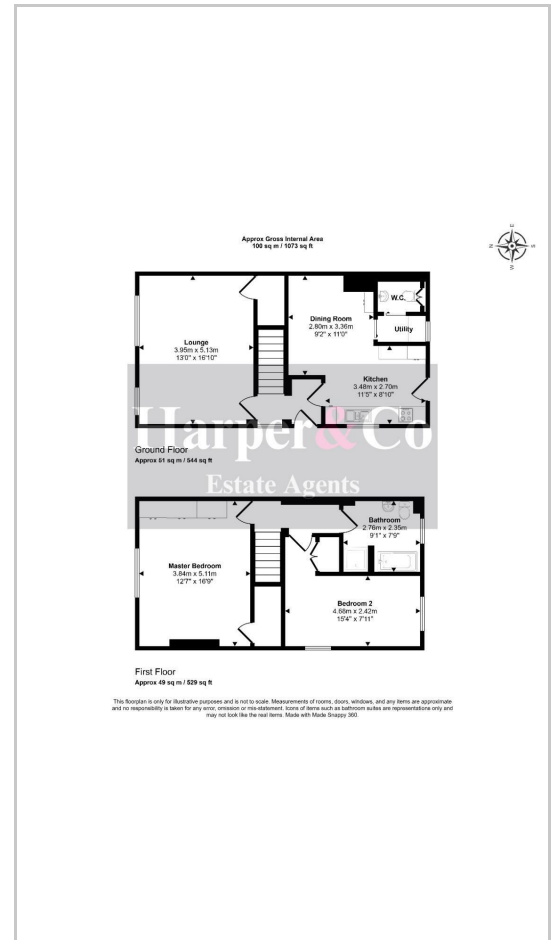 Approx Gross Internal Area
100 sq m / 1073 sq ft
E
N
S
W
W.C.
Dining Room
2.80m x 3.36m
9'2" x 11'0"
Utility
Lounge
3.95m x 5.13m
13'0" x 16'10"
Kitchen
3.48m x 2.70m
11'5" x 8'10"
Harper&Co
Estate Agents
Ground Floor
Approx 51 sq m / 544 sq ft
Bathroom
2.76m x 2.35m
9'1" x 7'9"
Master Bedroom
3.84m x 5.11m
12'7" x 16'9"
Bedroom 2
4.68m x 2.42m
15'4" x 7'11"
First Floor
Approx 49 sq m / 529 sq ft
This floorplan is only for illustrative purposes and is not to scale. Measurements of rooms, doors, windows, and any items are approximate
and no responsibility is taken for any error, omission or mis-statement. Icons of items such as bathroom suites are representations only and
may not look like the real items. Made with Made Snappy 360.